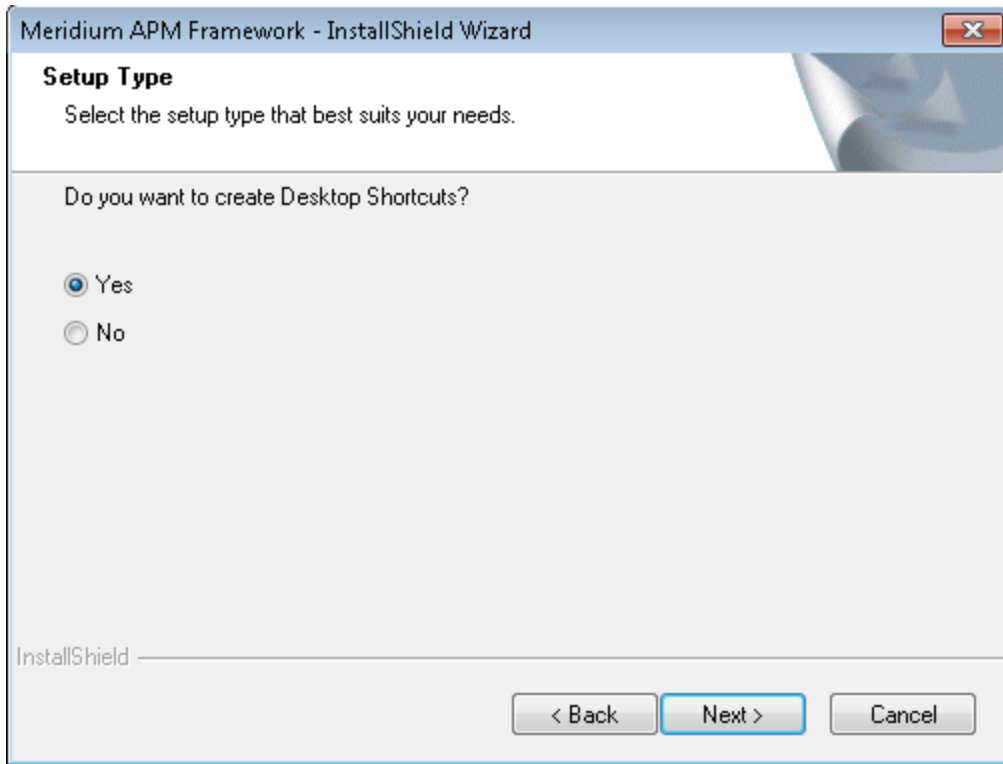 Meridium APM Framework - InstallShield Wizard
Setup Type
Select the setup type that best suits your needs.
Do you want to create Desktop Shortcuts?
Yes
No
InstallShield
< Back Next > Cancel